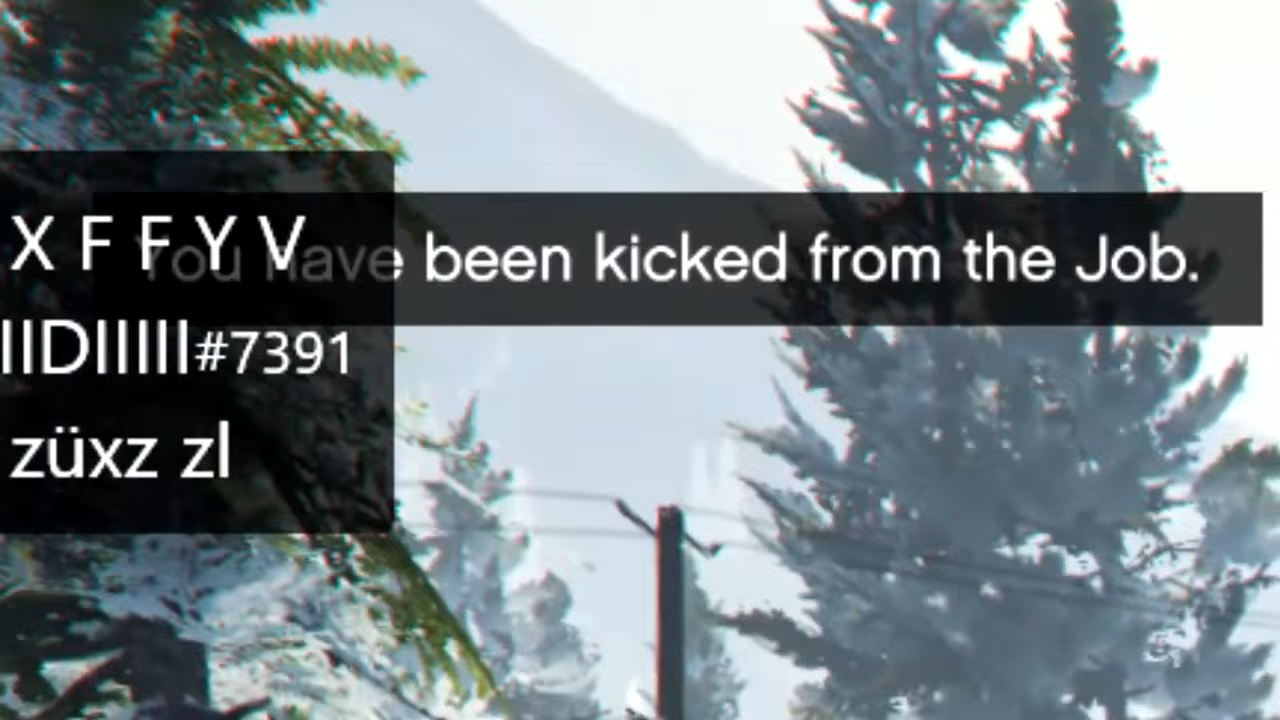 X F F Y V
You have been kicked from the Job.
IIDIIIII#7391
züxz zl